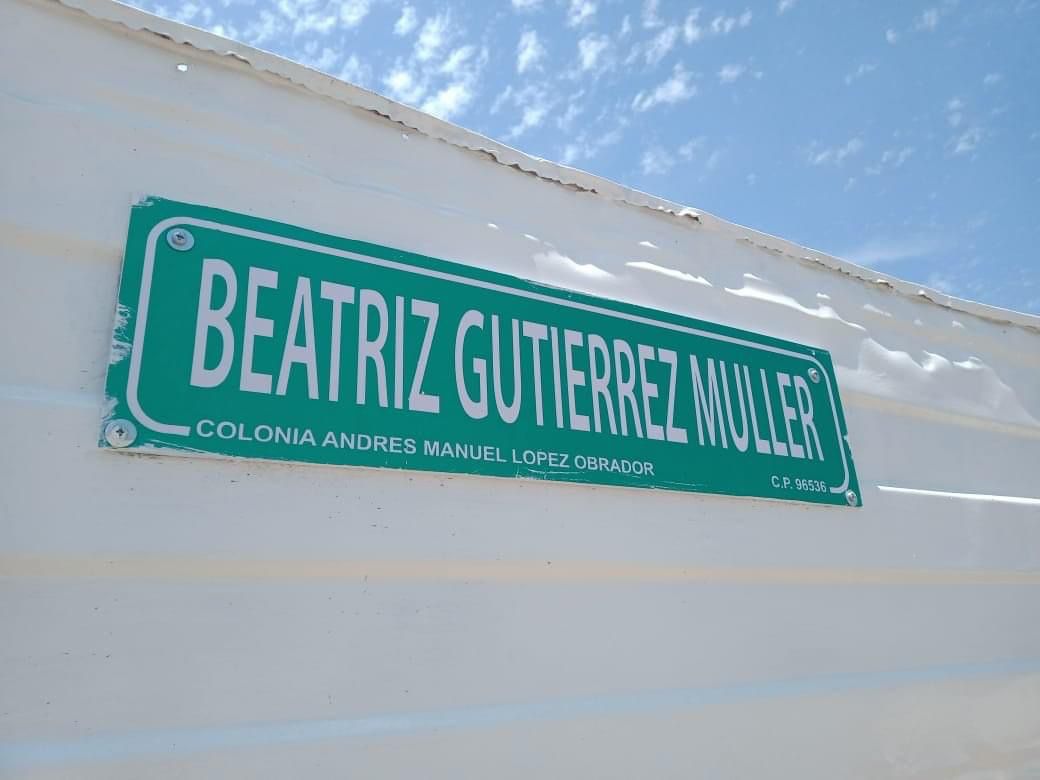 BEATRIZ GUTIERREZ MULLER
COLONIA ANDRES MANUEL LOPEZ OBRADOR
C.P. 96536